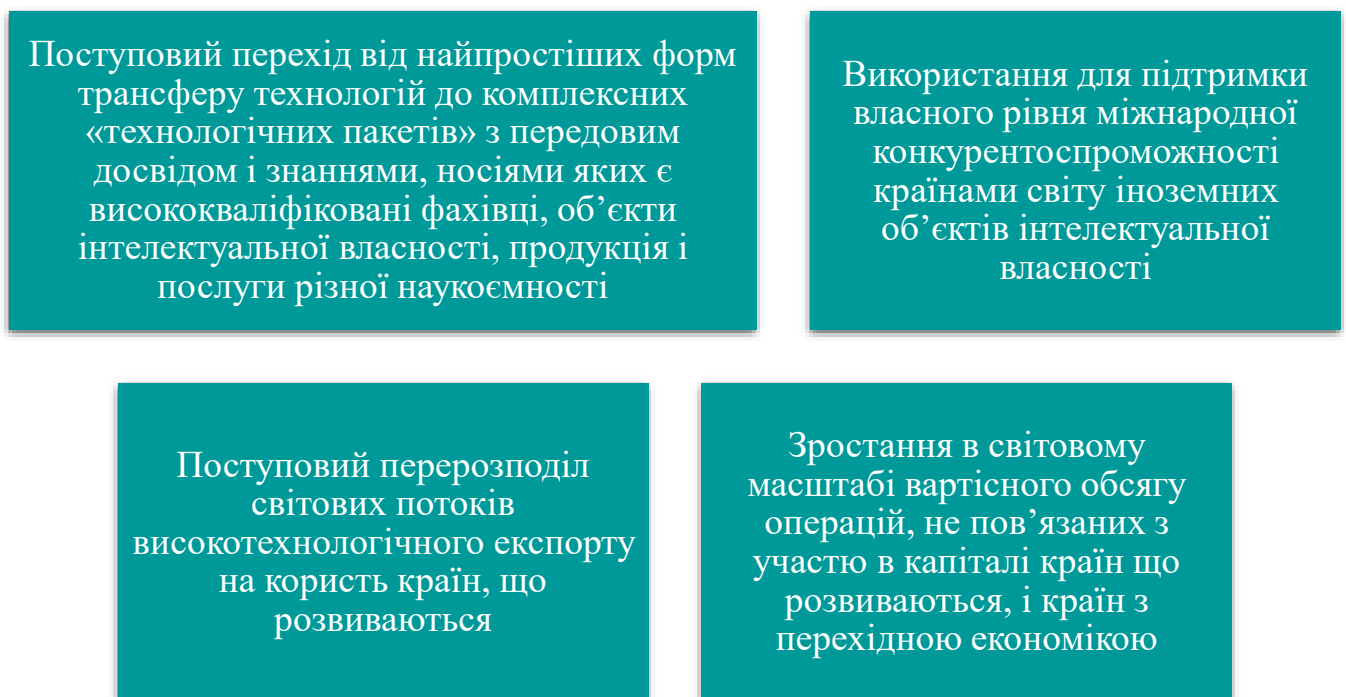 Поступовий перехід від найпростіших форм
трансферу технологій до комплексних
«технологічних пакетів» з передовим
досвідом і знаннями, носіями яких є
висококваліфіковані фахівці, об’єкти
інтелектуальної власності, продукція і
послуги різної наукоємності
Використання для підтримки
власного рівня міжнародної
конкурентоспроможності
країнами світу іноземних
об’єктів інтелектуальної
власності
Поступовий перерозподіл
світових потоків
високотехнологічного експорту
на користь країн, що
розвиваються
Зростання в світовому
масштабі вартісного обсягу
операцій, не пов’язаних з
участю в капіталі країн що
розвиваються, і країн з
перехідною економікою